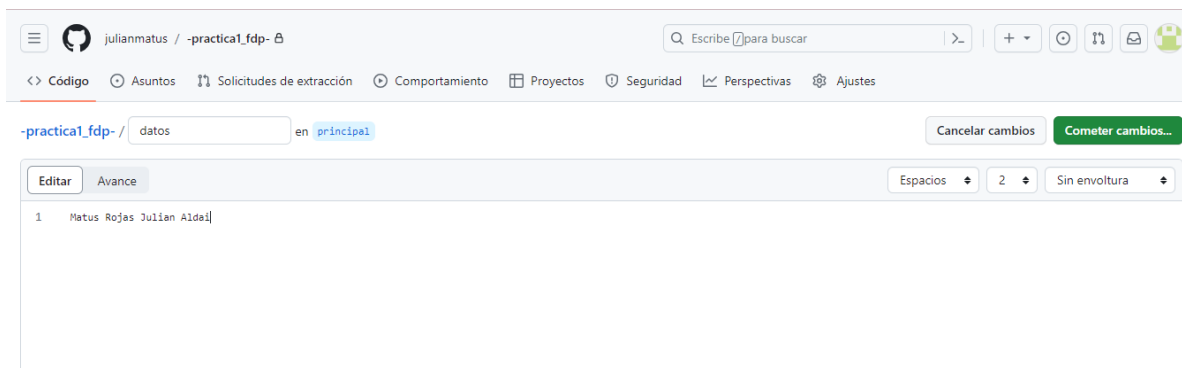 julianmatus / -practica1_fdp-
Escribe / para buscar
<> Código Asuntos Solicitudes de extracción Comportamiento Proyectos Seguridad Perspectivas Ajustes
-practica1_fdp- / datos en principal Cancelar cambios Cometer cambios...
Editar Avance Espacios 2 Sin envoltura
1 Matus Rojas Julian Aldai